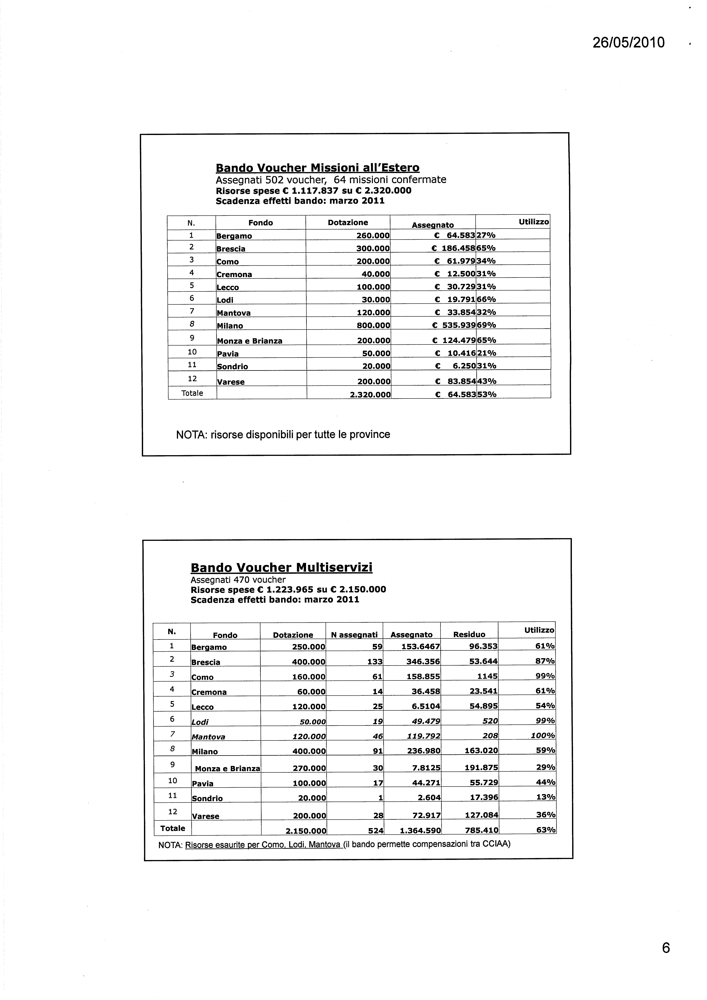 26/05/2010
Bando Voucher Missioni all'Estero
Assegnati 502 voucher, 64 missioni confermate
Risorse spese € 1.117.837 su € 2.320.000
Scadenza effetti bando: marzo 2011
N. Fondo Dotazione Assegnato Utilizzo
1 Bergamo 260.000 € 64.583 27%
2 Brescia 300.000 € 186.458 65%
3 Como 200.000 € 61.979 34%
4 Cremona 40.000 € 12.500 31%
5 Lecco 100.000 € 30.729 31%
6 Lodi 30.000 € 19.791 66%
7 Mantova 120.000 € 33.854 32%
8 Milano 800.000 € 535.939 69%
9 Monza e Brianza 200.000 € 124.479 65%
10 Pavia 50.000 € 10.416 21%
11 Sondrio 20.000 € 6.250 31%
12 Varese 200.000 € 83.854 43%
Totale 2.320.000 € 64.583 53%
NOTA: risorse disponibili per tutte le province
Bando Voucher Multiservizi
Assegnati 470 voucher
Risorse spese € 1.223.965 su € 2.150.000
Scadenza effetti bando: marzo 2011
N. Fondo Dotazione N assegnati Assegnato Residuo Utilizzo
1 Bergamo 250.000 59 153.6467 96.353 61%
2 Brescia 400.000 133 346.356 53.644 87%
3 Como 160.000 61 158.855 1145 99%
4 Cremona 60.000 14 36.458 23.541 61%
5 Lecco 120.000 25 6.5104 54.895 54%
6 Lodi 50.000 19 49.479 520 99%
7 Mantova 120.000 46 119.792 208 100%
8 Milano 400.000 91 236.980 163.020 59%
9 Monza e Brianza 270.000 30 7.8125 191.875 29%
10 Pavia 100.000 17 44.271 55.729 44%
11 Sondrio 20.000 1 2.604 17.396 13%
12 Varese 200.000 28 72.917 127.084 36%
Totale 2.150.000 524 1.364.590 785.410 63%
NOTA: Risorse esaurite per Como, Lodi, Mantova (il bando permette compensazioni tra CCIAA)
6